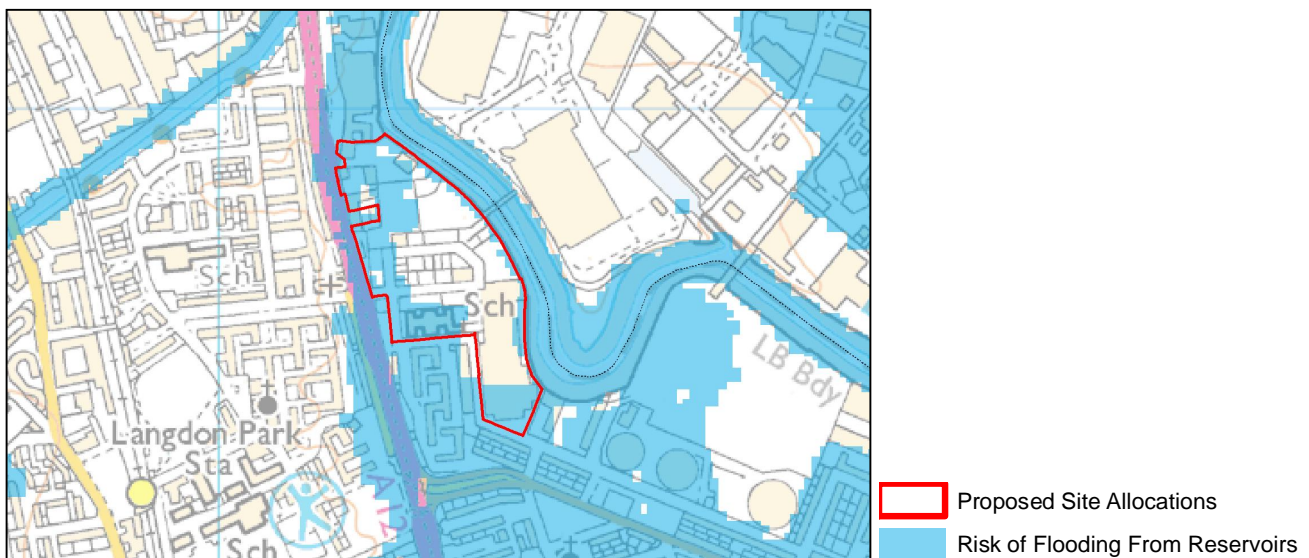 Sch
Sch
LB Bdy
Langdon Park
Sta
A12
Sch
Proposed Site Allocations
Risk of Flooding From Reservoirs